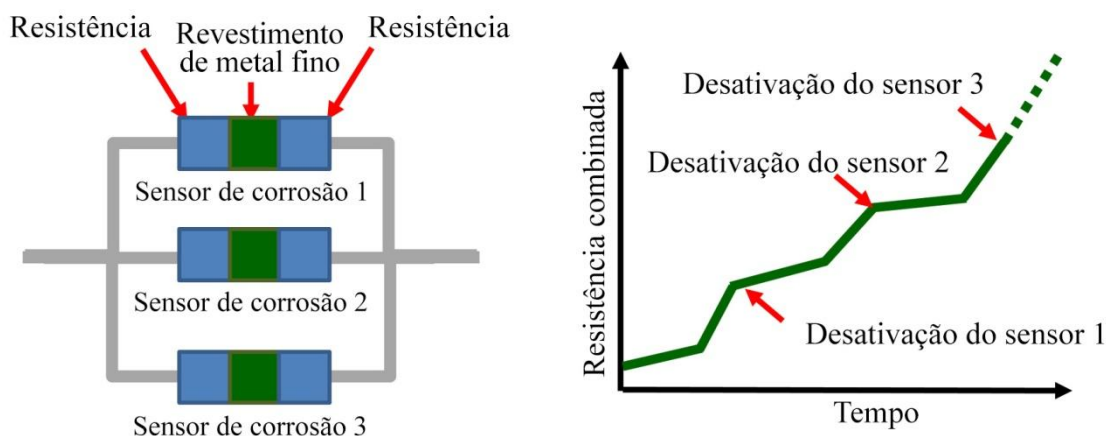 Resistência
Revestimento
de metal fino
Resistência
Sensor de corrosão 1
Sensor de corrosão 2
Sensor de corrosão 3
Resistência combinada
Desativação do sensor 3
Desativação do sensor 2
Desativação do sensor 1
Tempo